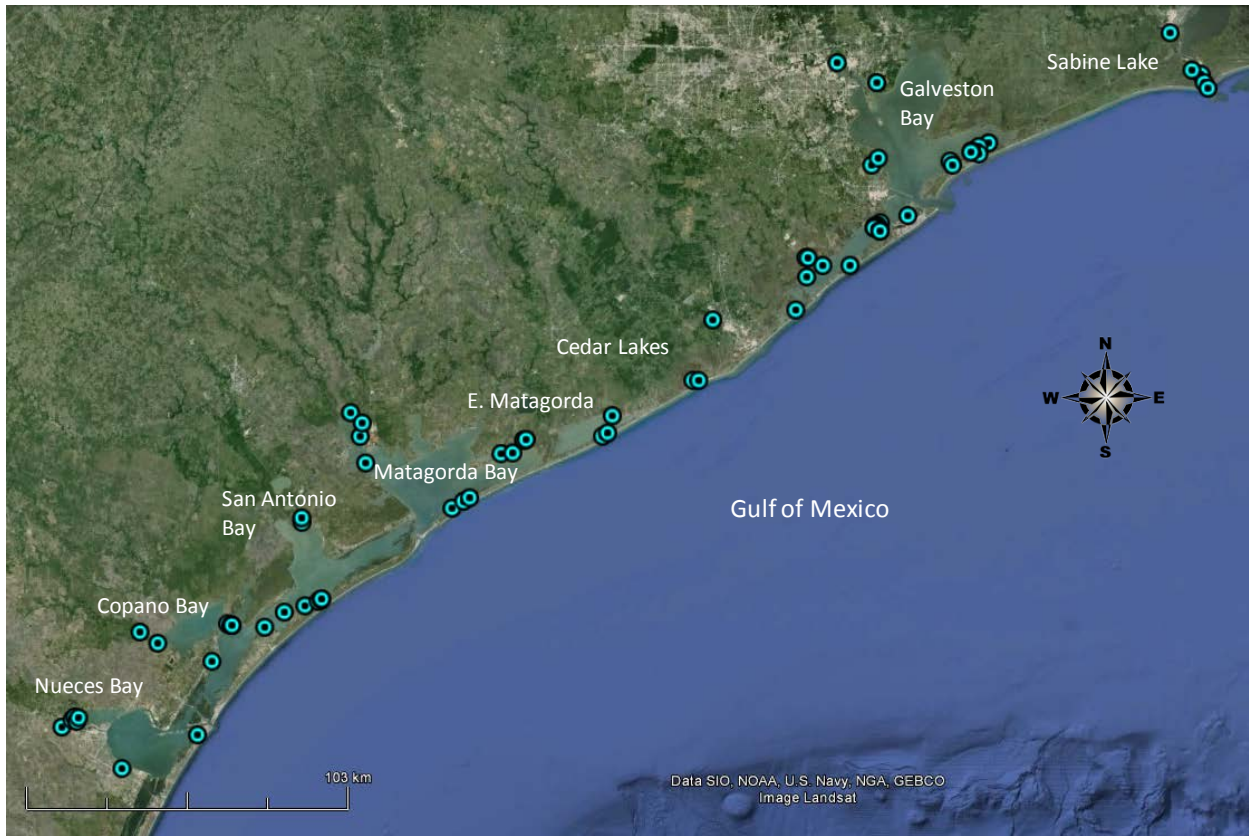 Sabine Lake
Galveston
Bay
Cedar Lakes
N
W
E
S
E. Matagorda
Matagorda Bay
San Antonio
Bay
Gulf of Mexico
Copano Bay
Nueces Bay
103 km
Data SIO, NOAA, U.S. Navy, NGA, GEBCO
Image Landsat